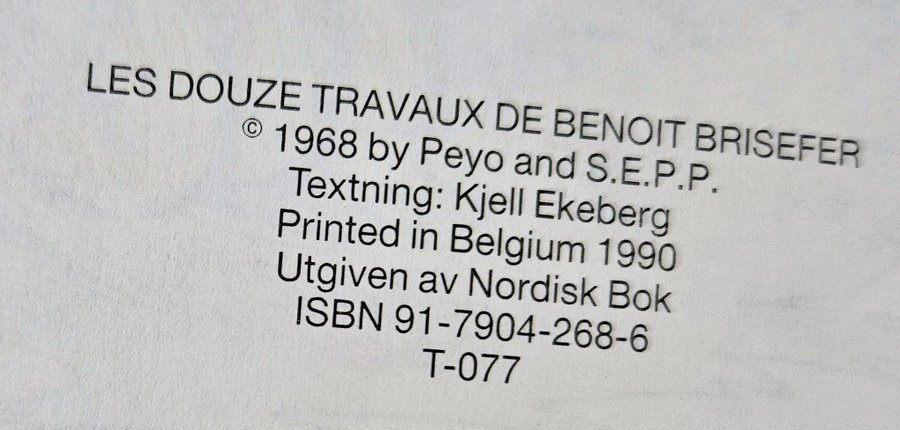 LES DOUZE TRAVAUX DE BENOIT BRISEFER
© 1968 by Peyo and S.E.P.P.
Textning: Kjell Ekeberg
Printed in Belgium 1990
Utgiven av Nordisk Bok
ISBN 91-7904-268-6
T-077